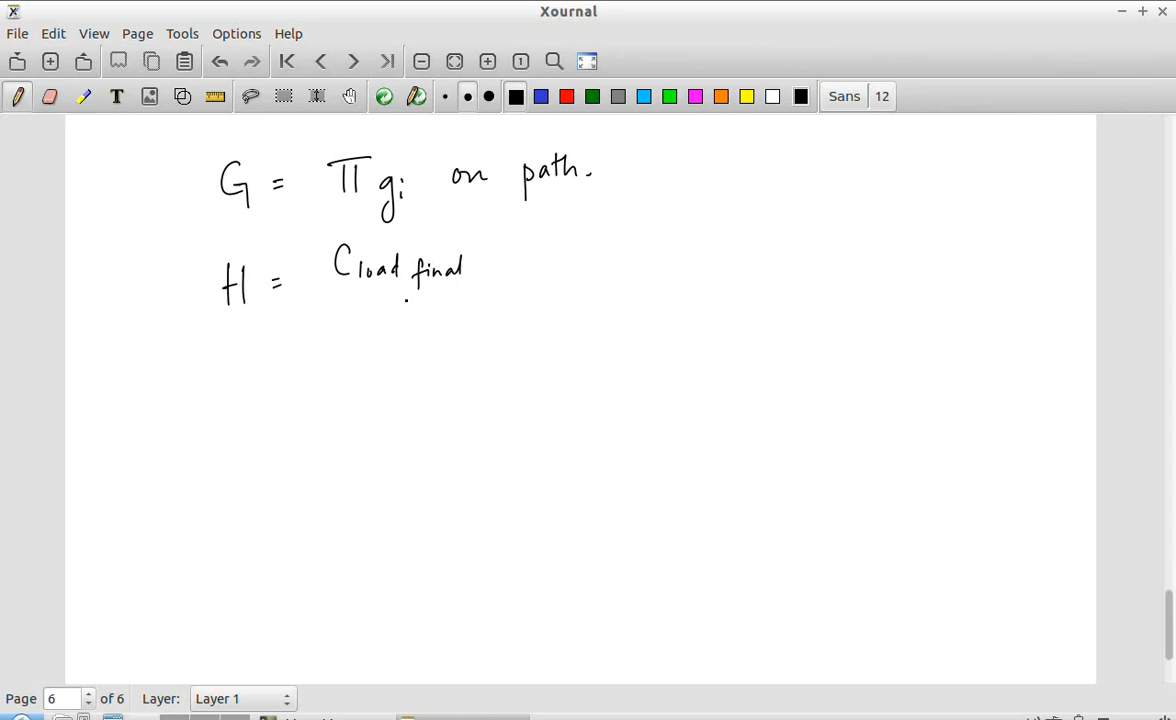 Xournal
File Edit View Page Tools Options Help
Sans 12
G = π gi on path.
H = Cload final
Page 6 of 6 Layer: Layer 1